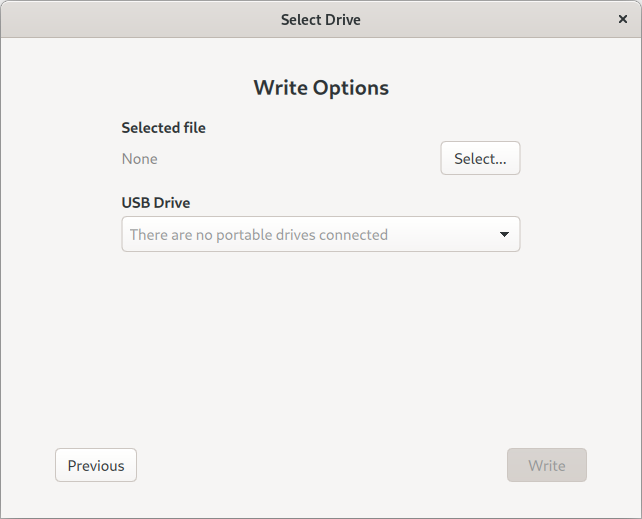 Select Drive
Write Options
Selected file
None
Select...
USB Drive
There are no portable drives connected
Previous
Write